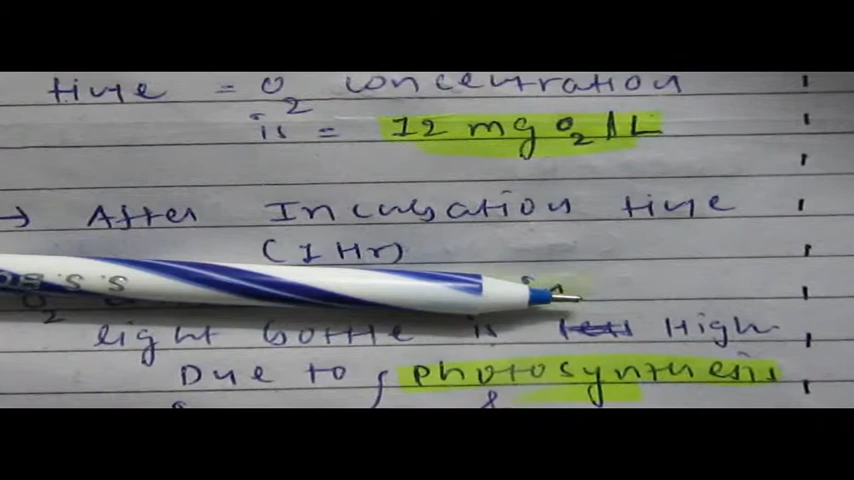 time = O2 concentration
is = 12 mg O2/L
→ After Incubation time
(1 Hr)
O2
light bottle is High
Due to photosynthesis